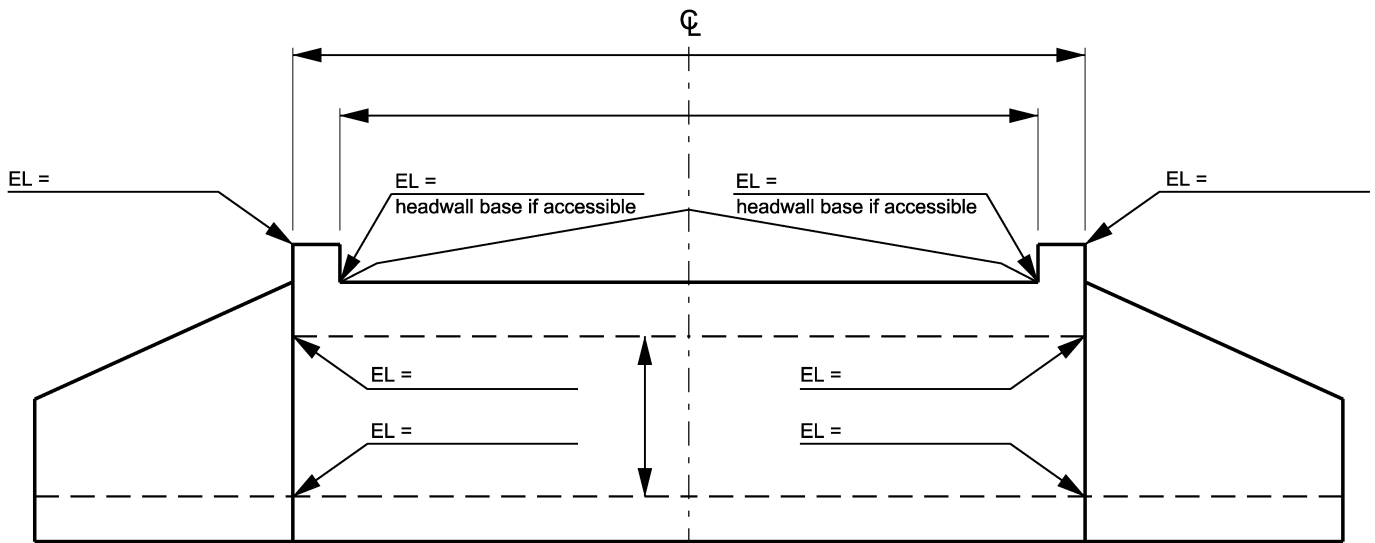 ℄
EL =
EL =
headwall base if accessible
EL =
headwall base if accessible
EL =
EL =
EL =
EL =
EL =